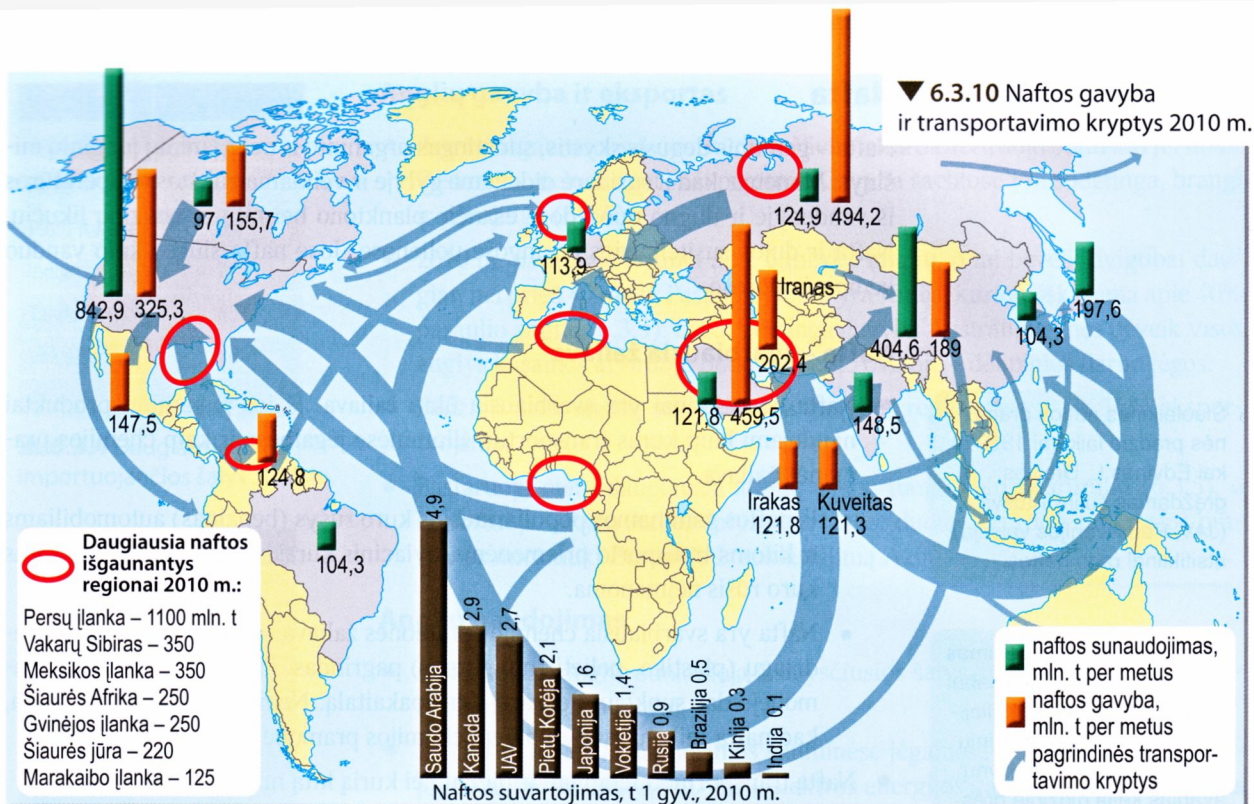 ▼ 6.3.10 Naftos gavyba
ir transportavimo kryptys 2010 m.
97
155,7
842,9
325,3
147,5
124,8
104,3
113,9
124,9
494,2
Iranas
202,4
121,8
459,5
Irakas
121,8
Kuveitas
121,3
148,5
404,6
189
104,3
197,6
Daugiausia naftos
išgaunantys
regionai 2010 m.:
Persų įlanka – 1100 mln. t
Vakarų Sibiras – 350
Meksikos įlanka – 350
Šiaurės Afrika – 250
Gvinėjos įlanka – 250
Šiaurės jūra – 220
Marakaibo įlanka – 125
Saudo Arabija 4,9
Kanada 2,9
JAV 2,7
Pietų Korėja 2,1
Japonija 1,6
Vokietija 1,4
Rusija 0,9
Brazilija 0,5
Kinija 0,3
Indija 0,1
Naftos suvartojimas, t 1 gyv., 2010 m.
naftos sunaudojimas,
mln. t per metus
naftos gavyba,
mln. t per metus
pagrindinės transpor-
tavimo kryptys